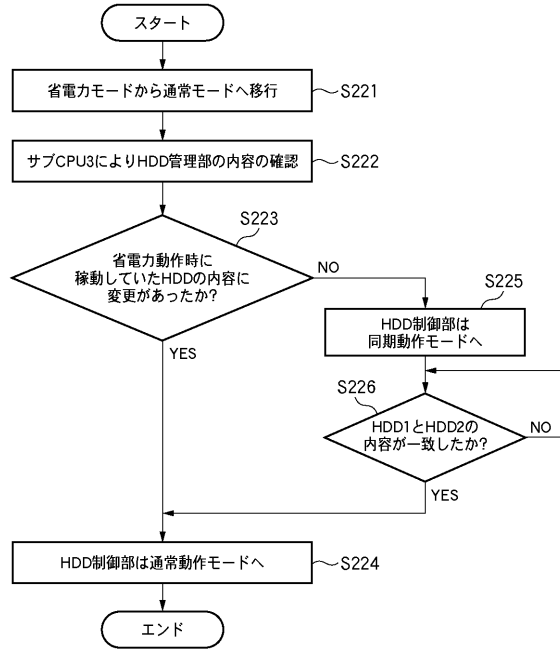 スタート
省電力モードから通常モードへ移行
S221
サブCPU3によりHDD管理部の内容の確認
S222
S223
省電力動作時に
稼動していたHDDの内容に
変更があったか?
NO
YES
S225
HDD制御部は
同期動作モードへ
S226
HDD1とHDD2の
内容が一致したか?
NO
YES
HDD制御部は通常動作モードへ
S224
エンド